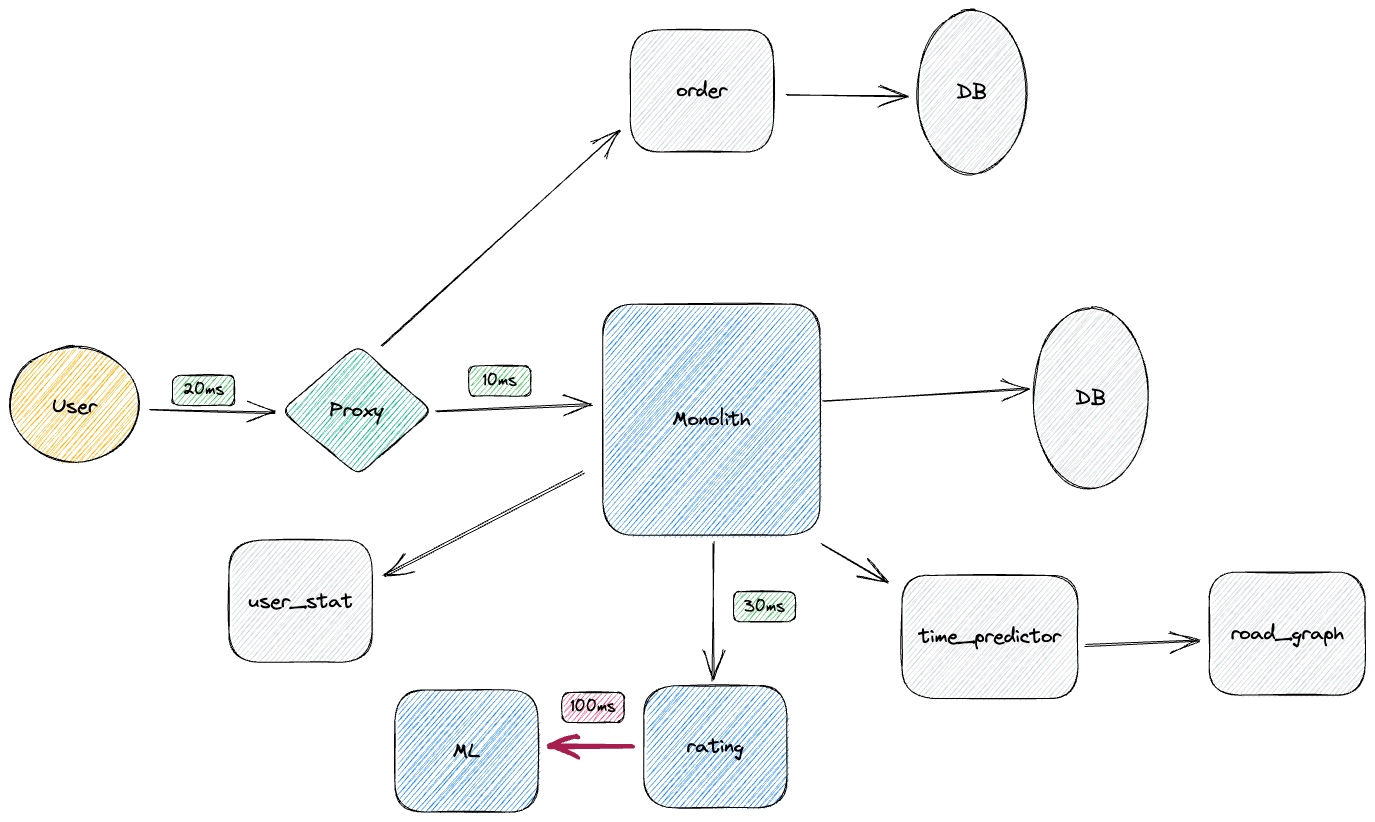 order
DB
User
20ms
Proxy
10ms
Monolith
DB
user_stat
30ms
time_predictor
road_graph
ML
100ms
rating